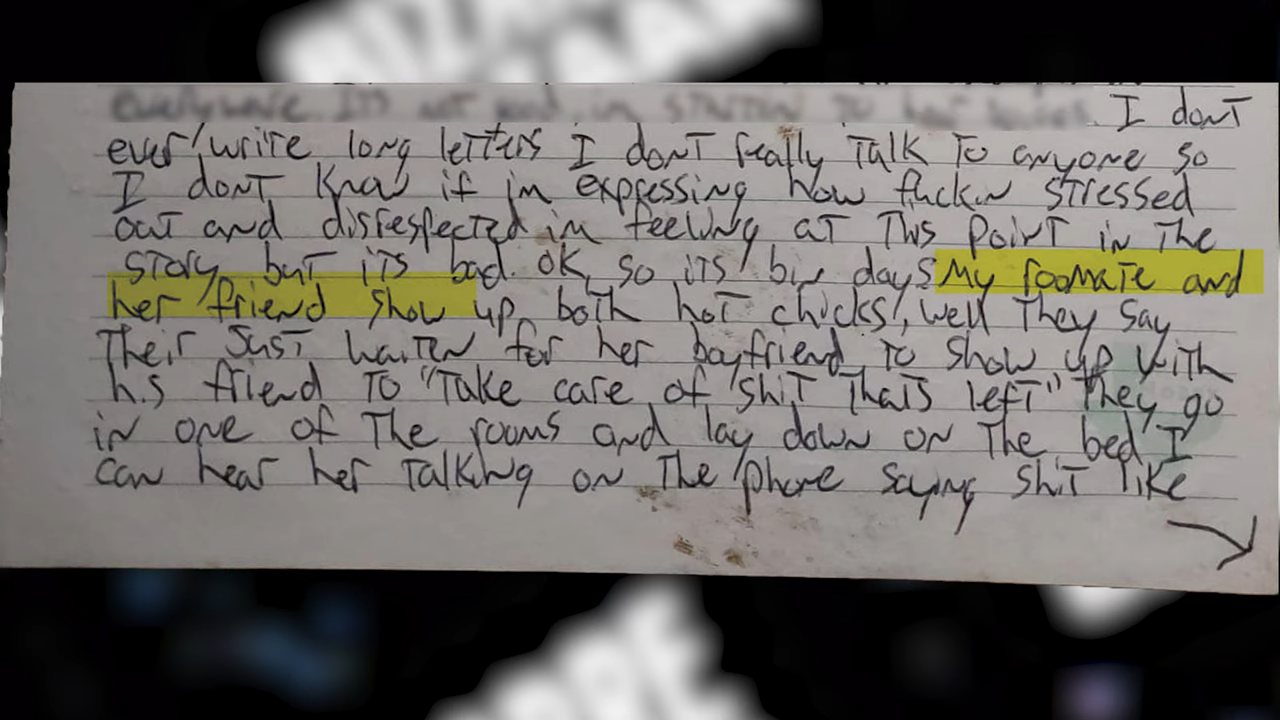 I dont
ever write long letters I dont really talk to anyone so
I dont know if im expressing how fuckin stressed
out and disrespected im feeling at this point in the
story but its bad. OK, so its bin days My roomate and
her friend show up, both hot chicks, well they say
their just waiten for her boyfriend to show up with
his friend to "take care of shit thats left" they go
in one of the rooms and lay down on the bed I
can hear her talking on the phone saying shit like